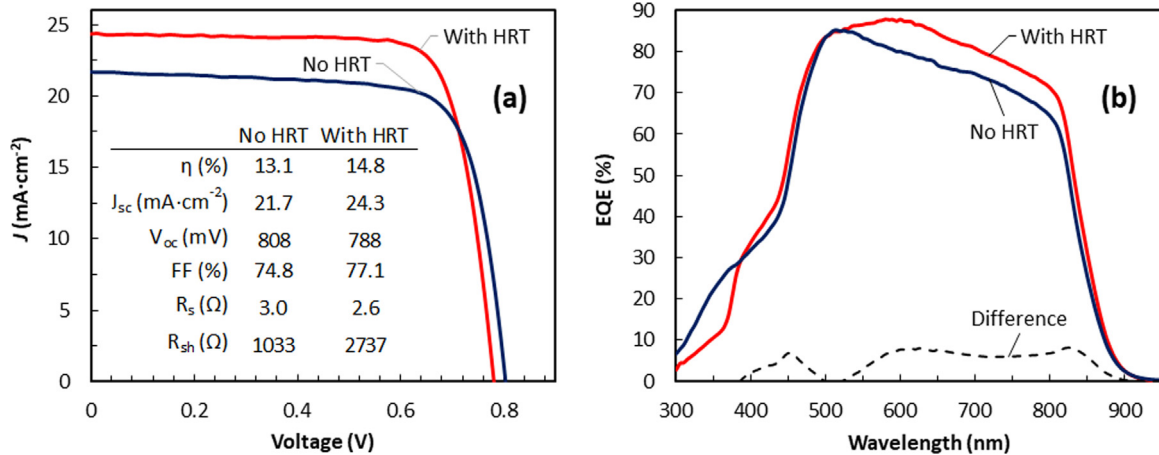 25
20
15
10
5
0
J (mA·cm⁻²)
With HRT
No HRT
(a)
No HRT With HRT
η (%) 13.1 14.8
Jsc (mA·cm⁻²) 21.7 24.3
Voc (mV) 808 788
FF (%) 74.8 77.1
Rs (Ω) 3.0 2.6
Rsh (Ω) 1033 2737
0 0.2 0.4 0.6 0.8
Voltage (V)
90
80
70
60
50
40
30
20
10
0
EQE (%)
With HRT
(b)
No HRT
Difference
300 400 500 600 700 800 900
Wavelength (nm)